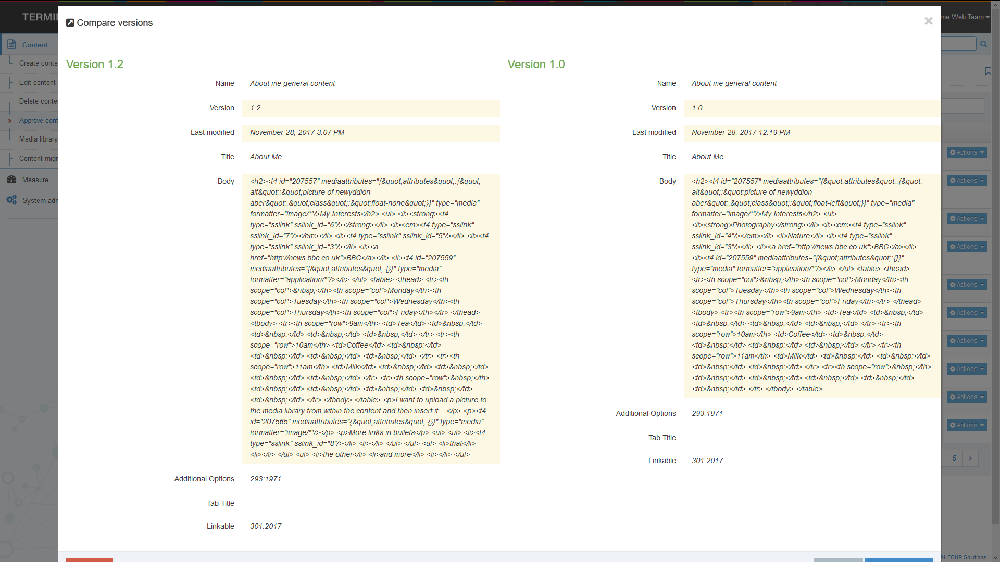 TERMIN
me Web Team
Compare versions
Content
Create conte
Edit content
Delete conter
Approve cont
Media library
Content migr
Measure
System adm
Version 1.2
Name About me general content
Version 1.2
Last modified November 28, 2017 3:07 PM
Title About Me
Body <h2><t4 id="207557" mediaattributes="{&quot;attributes&quot;:{&quot;
alt&quot;:&quot;picture of newyddion
aber&quot;,&quot;class&quot;:&quot;float-none&quot;}}" type="media"
formatter="image/*"/>My Interests</h2> <ul> <li><strong><t4
type="sslink" sslink_id="6"/></strong></li> <li><em><t4 type="sslink"
sslink_id="7"/></em></li> <li><t4 type="sslink" sslink_id="5"/></li> <li><t4
type="sslink" sslink_id="3"/></li> <li><a
href="http://news.bbc.co.uk">BBC</a></li> <li><t4 id="207559"
mediaattributes="{&quot;attributes&quot;:{}}" type="media"
formatter="application/*"/></li> </ul> <table> <thead> <tr><th
scope="col">&nbsp;</th><th scope="col">Monday</th><th
scope="col">Tuesday</th><th scope="col">Wednesday</th><th
scope="col">Thursday</th><th scope="col">Friday</th></tr> </thead>
<tbody> <tr><th scope="row">9am</th> <td>Tea</td> <td>&nbsp;</td>
<td>&nbsp;</td> <td>&nbsp;</td> <td>&nbsp;</td> </tr> <tr><th
scope="row">10am</th> <td>Coffee</td> <td>&nbsp;</td>
<td>&nbsp;</td> <td>&nbsp;</td> <td>&nbsp;</td> </tr> <tr><th
scope="row">11am</th> <td>Milk</td> <td>&nbsp;</td> <td>&nbsp;</td>
<td>&nbsp;</td> <td>&nbsp;</td> </tr> <tr><th scope="row">&nbsp;</th>
<td>&nbsp;</td> <td>&nbsp;</td> <td>&nbsp;</td> <td>&nbsp;</td>
<td>&nbsp;</td> </tr> </tbody> </table> <p>I want to upload a picture to
the media library from within the content and then insert it ...</p> <p><t4
id="207565" mediaattributes="{&quot;attributes&quot;:{}}" type="media"
formatter="image/*"/></p> <p>More links in bullets</p> <ul> <ul> <li><t4
type="sslink" sslink_id="8"/></li> <li></li> </ul> </ul> <ul> <li>that</li>
<li></li> </ul> <ul> <li>the other</li> <li>and more</li> <li></li> </ul>
Additional Options 293:1971
Tab Title
Linkable 301:2017
Version 1.0
Name About me general content
Version 1.0
Last modified November 28, 2017 12:19 PM
Title About Me
Body <h2><t4 id="207557" mediaattributes="{&quot;attributes&quot;:{&quot;
alt&quot;:&quot;picture of newyddion
aber&quot;,&quot;class&quot;:&quot;float-left&quot;}}" type="media"
formatter="image/*"/>My Interests</h2> <ul>
<li><strong>Photography</strong></li> <li><em><t4 type="sslink"
sslink_id="4"/></em></li> <li>Nature</li> <li><t4 type="sslink"
sslink_id="3"/></li> <li><a href="http://news.bbc.co.uk">BBC</a></li>
<li><t4 id="207559" mediaattributes="{&quot;attributes&quot;:{}}"
type="media" formatter="application/*"/></li> </ul> <table> <thead>
<tr><th scope="col">&nbsp;</th><th scope="col">Monday</th><th
scope="col">Tuesday</th><th scope="col">Wednesday</th><th
scope="col">Thursday</th><th scope="col">Friday</th></tr> </thead>
<tbody> <tr><th scope="row">9am</th> <td>Tea</td> <td>&nbsp;</td>
<td>&nbsp;</td> <td>&nbsp;</td> <td>&nbsp;</td> </tr> <tr><th
scope="row">10am</th> <td>Coffee</td> <td>&nbsp;</td>
<td>&nbsp;</td> <td>&nbsp;</td> <td>&nbsp;</td> </tr> <tr><th
scope="row">11am</th> <td>Milk</td> <td>&nbsp;</td> <td>&nbsp;</td>
<td>&nbsp;</td> <td>&nbsp;</td> </tr> <tr><th scope="row">&nbsp;</th>
<td>&nbsp;</td> <td>&nbsp;</td> <td>&nbsp;</td> <td>&nbsp;</td>
<td>&nbsp;</td> </tr> </tbody> </table>
Additional Options 293:1971
Tab Title
Linkable 301:2017
Actions
Actions
Actions
Actions
Actions
Actions
Actions
Actions
Actions
Actions
5
ALFOUR Solutions L